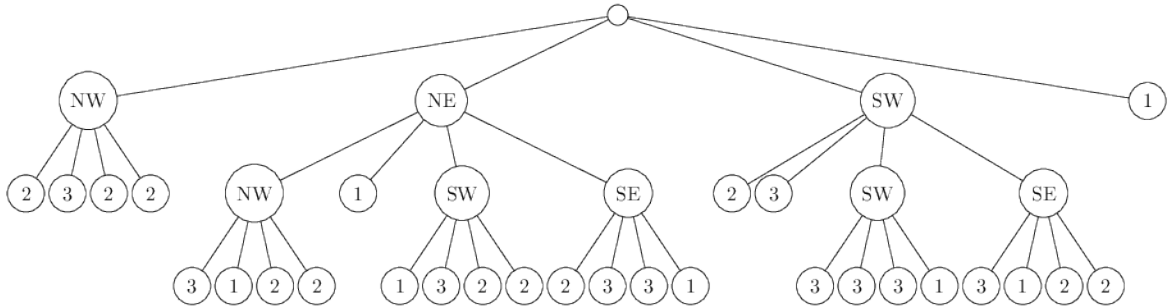 NW NE SW 1
2 3 2 2 NW 1 SW SE 2 3 SW SE
3 1 2 2 1 3 2 2 2 3 3 1 3 3 3 1 3 1 2 2